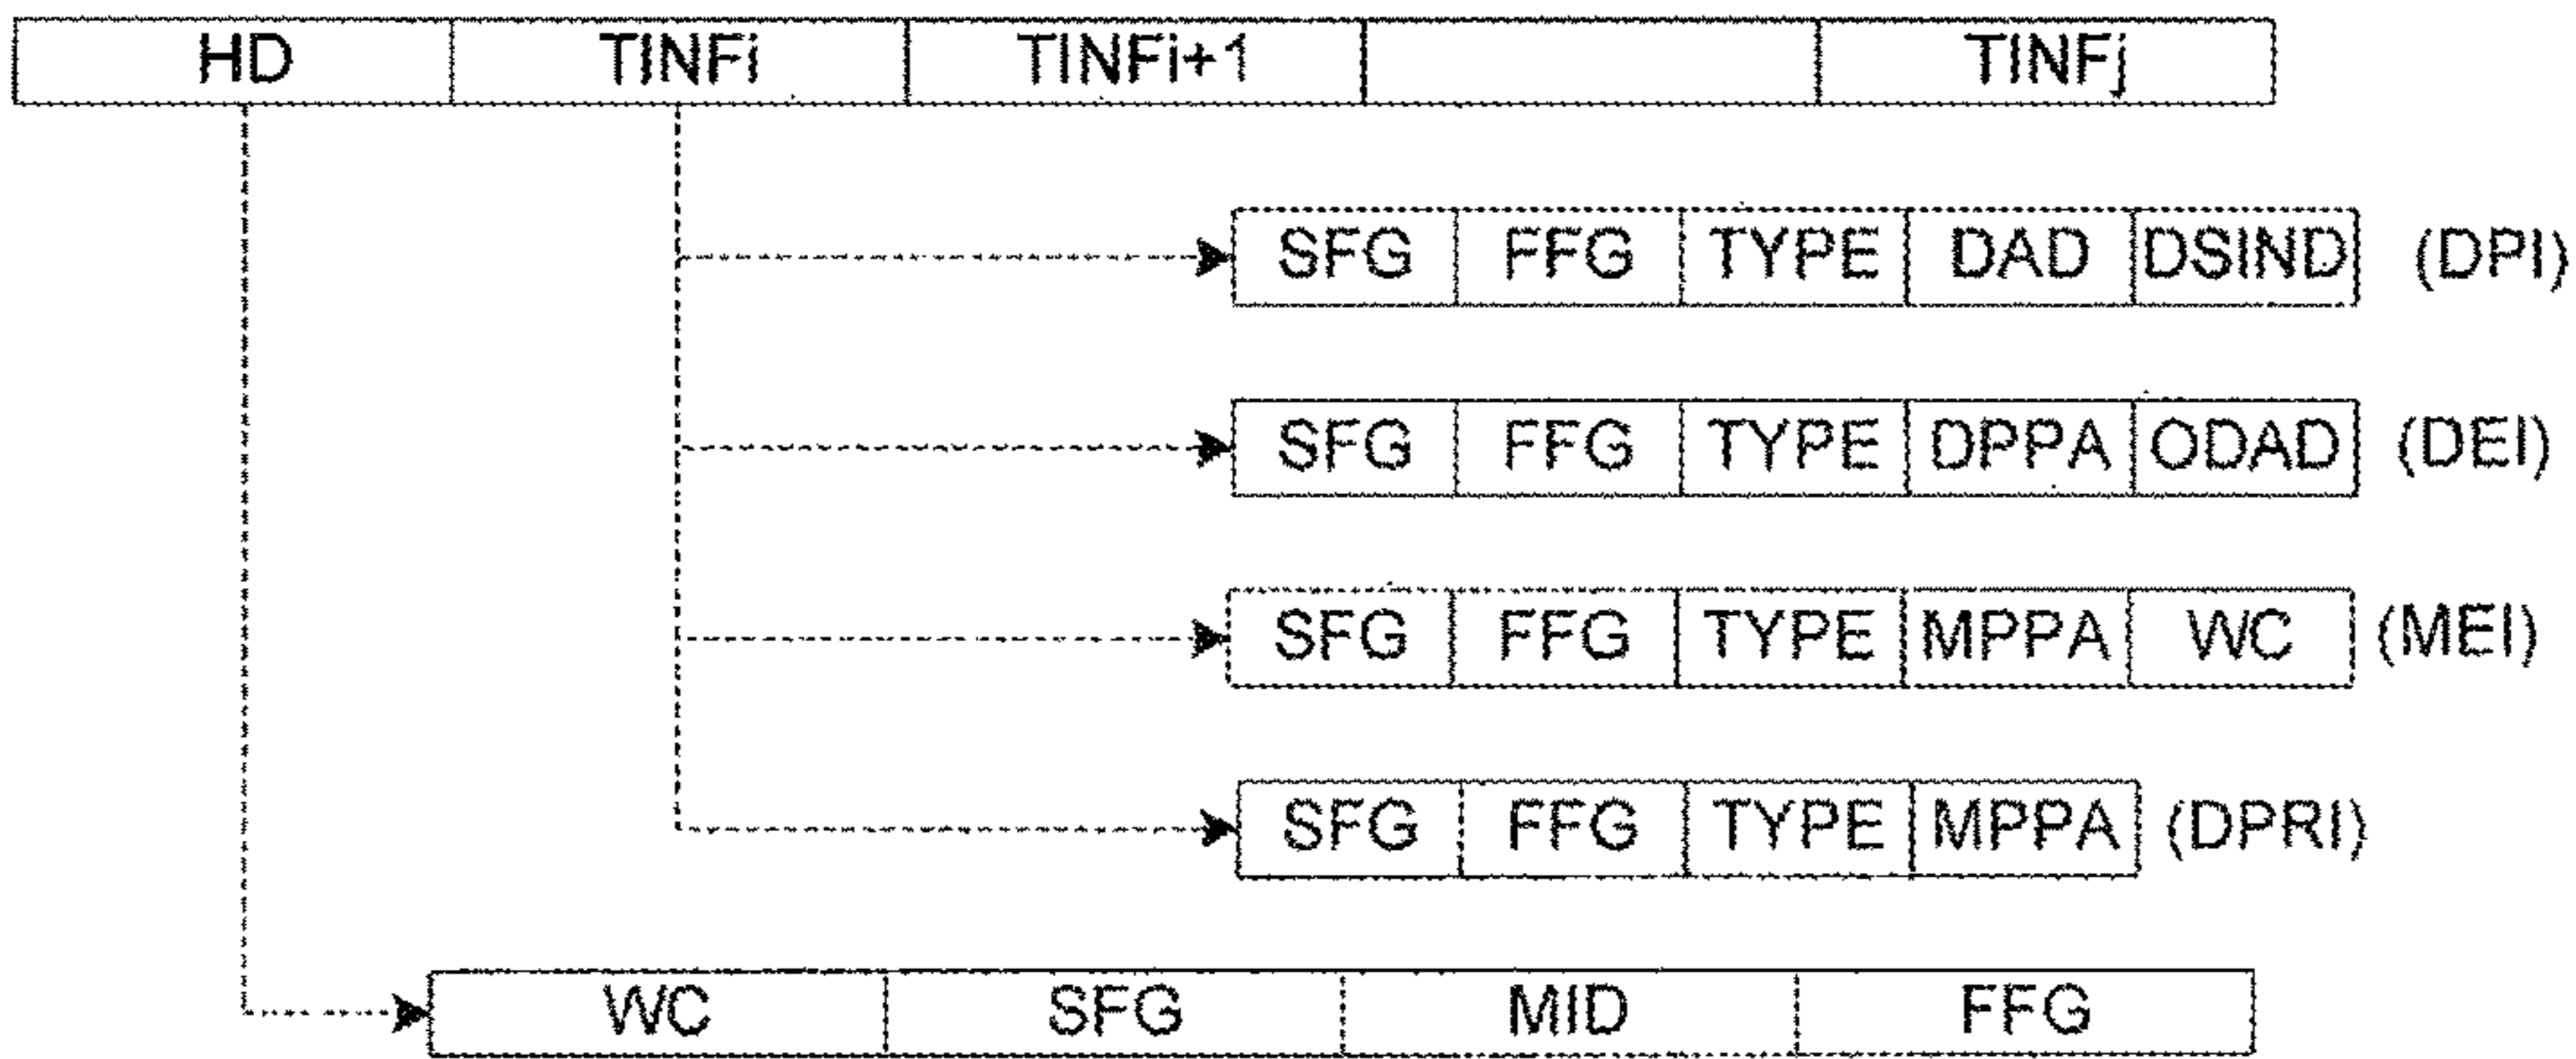 HD TINFi TINFi+1 TINFj
SFG FFG TYPE DAD DSIND (DPI)
SFG FFG TYPE DPPA ODAD (DEI)
SFG FFG TYPE MPPA WC (MEI)
SFG FFG TYPE MPPA (DPRI)
WC SFG MID FFG